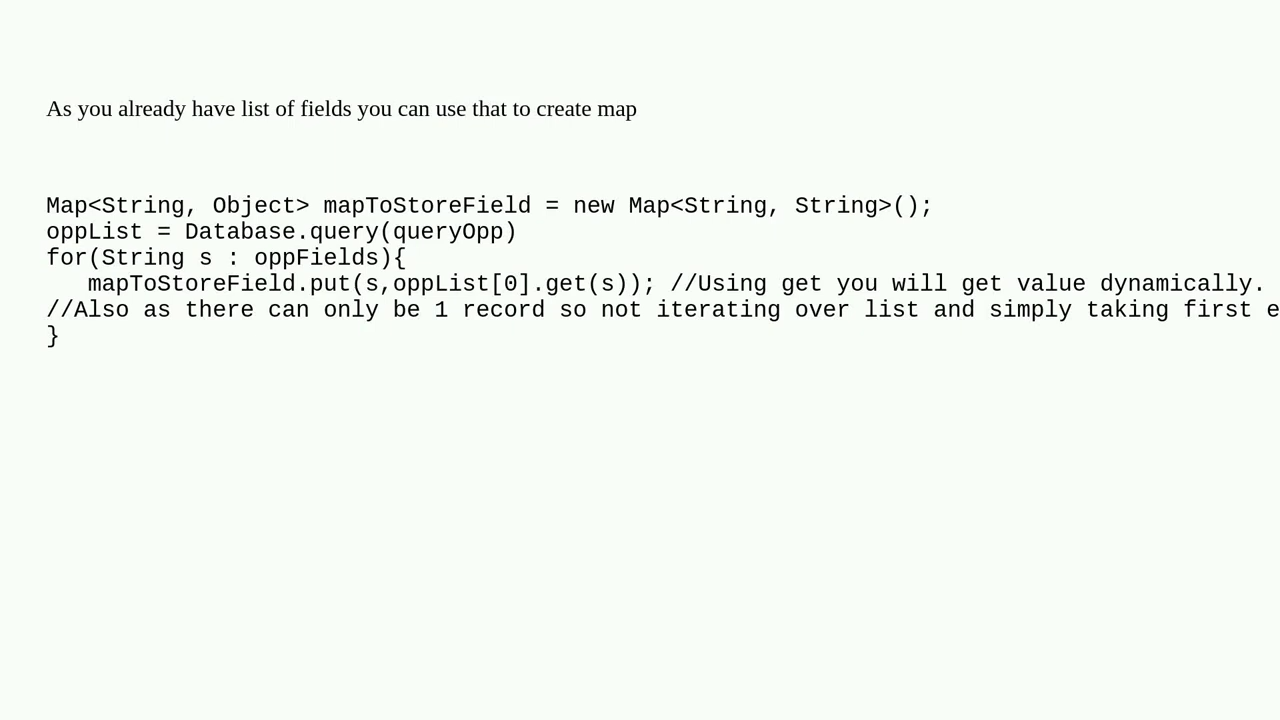 As you already have list of fields you can use that to create map
Map<String, Object> mapToStoreField = new Map<String, String>();
oppList = Database.query(queryOpp)
for(String s : oppFields){
   mapToStoreField.put(s,oppList[0].get(s)); //Using get you will get value dynamically.
//Also as there can only be 1 record so not iterating over list and simply taking first
}